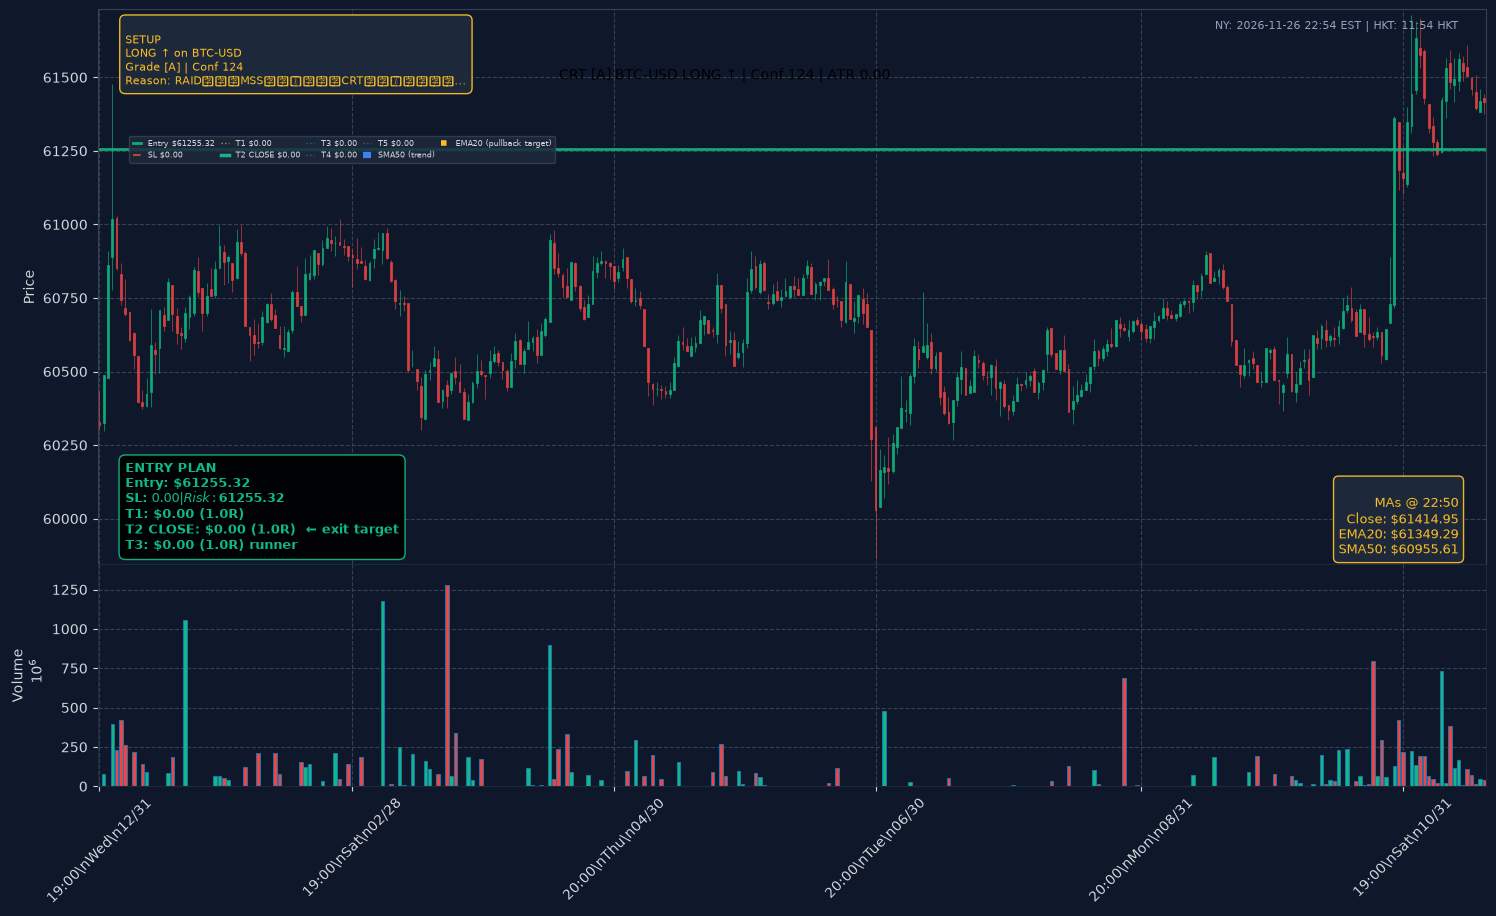 NY: 2026-11-26 22:54 EST | HKT: 11:54 HKT
SETUP
LONG ↑ on BTC-USD
Grade [A] | Conf 124
Reason: RAID MSS CRT ...
CRT [A] BTC-USD LONG ↑ | Conf 124 | ATR 0.00
Entry $61255.32
SL $0.00
T1 $0.00
T2 CLOSE $0.00
T3 $0.00
T4 $0.00
T5 $0.00
SMA50 (trend)
EMA20 (pullback target)
Price
61500
61250
61000
60750
60500
60250
60000
ENTRY PLAN
Entry: $61255.32
SL: 0.00|Risk:61255.32
T1: $0.00 (1.0R)
T2 CLOSE: $0.00 (1.0R) ← exit target
T3: $0.00 (1.0R) runner
MAs @ 22:50
Close: $61414.95
EMA20: $61349.29
SMA50: $60955.61
Volume
10⁶
1250
1000
750
500
250
0
19:00\nWed\n12/31
19:00\nSat\n02/28
20:00\nThu\n04/30
20:00\nTue\n06/30
20:00\nMon\n08/31
19:00\nSat\n10/31